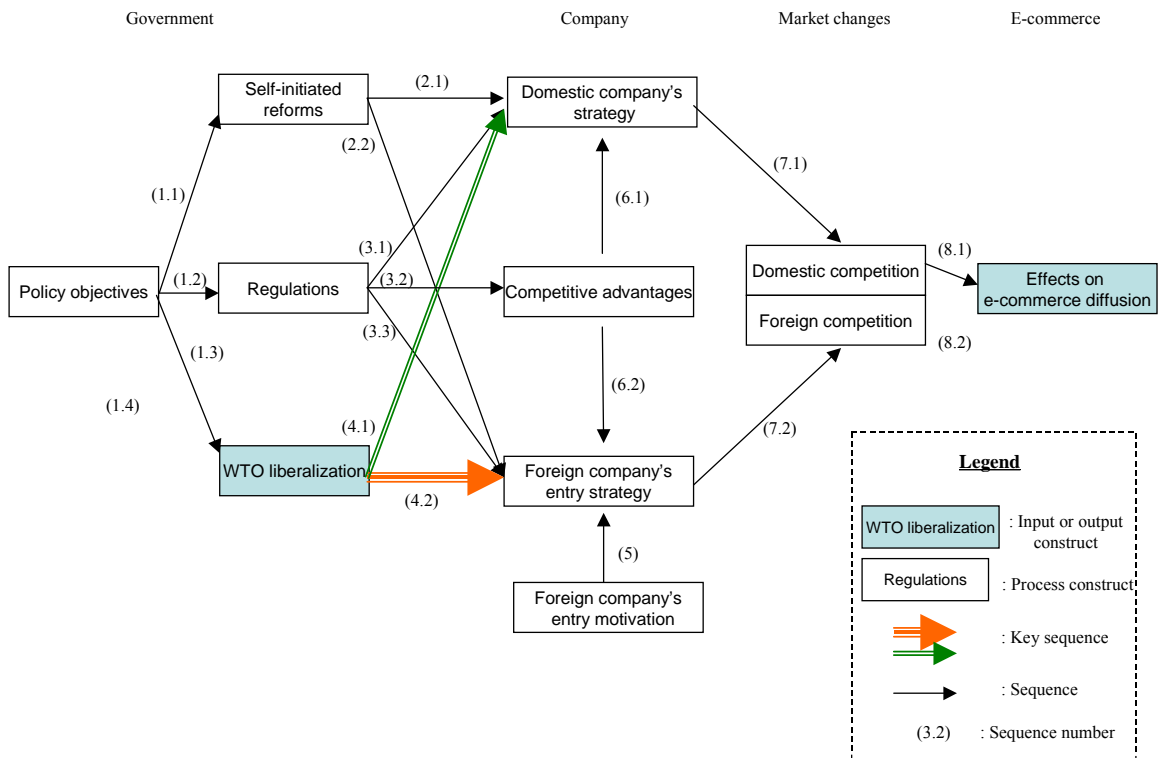 Government
Company
Market changes
E-commerce
Self-initiated
reforms
(2.1)
Domestic company's
strategy
(2.2)
(7.1)
(1.1)
(6.1)
(3.1)
(8.1)
Policy objectives
(1.2)
Regulations
(3.2)
Competitive advantages
Domestic competition
Foreign competition
Effects on
e-commerce diffusion
(3.3)
(8.2)
(1.3)
(6.2)
(1.4)
(4.1)
(7.2)
WTO liberalization
(4.2)
Foreign company's
entry strategy
(5)
Foreign company's
entry motivation
Legend
WTO liberalization
: Input or output
construct
Regulations
: Process construct
: Key sequence
: Sequence
(3.2)
: Sequence number